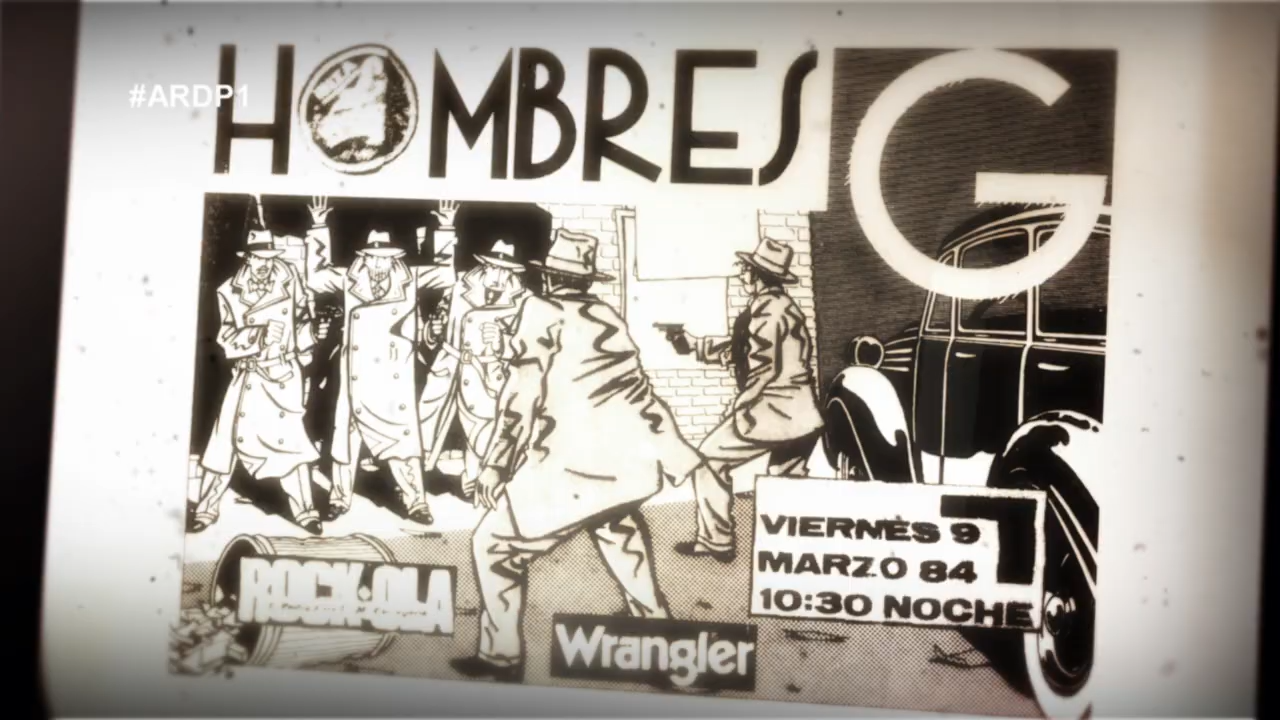 #ARDP1
HOMBRES G
VIERNES 9
MARZO 84
10:30 NOCHE
ROCK-OLA
Wrangler